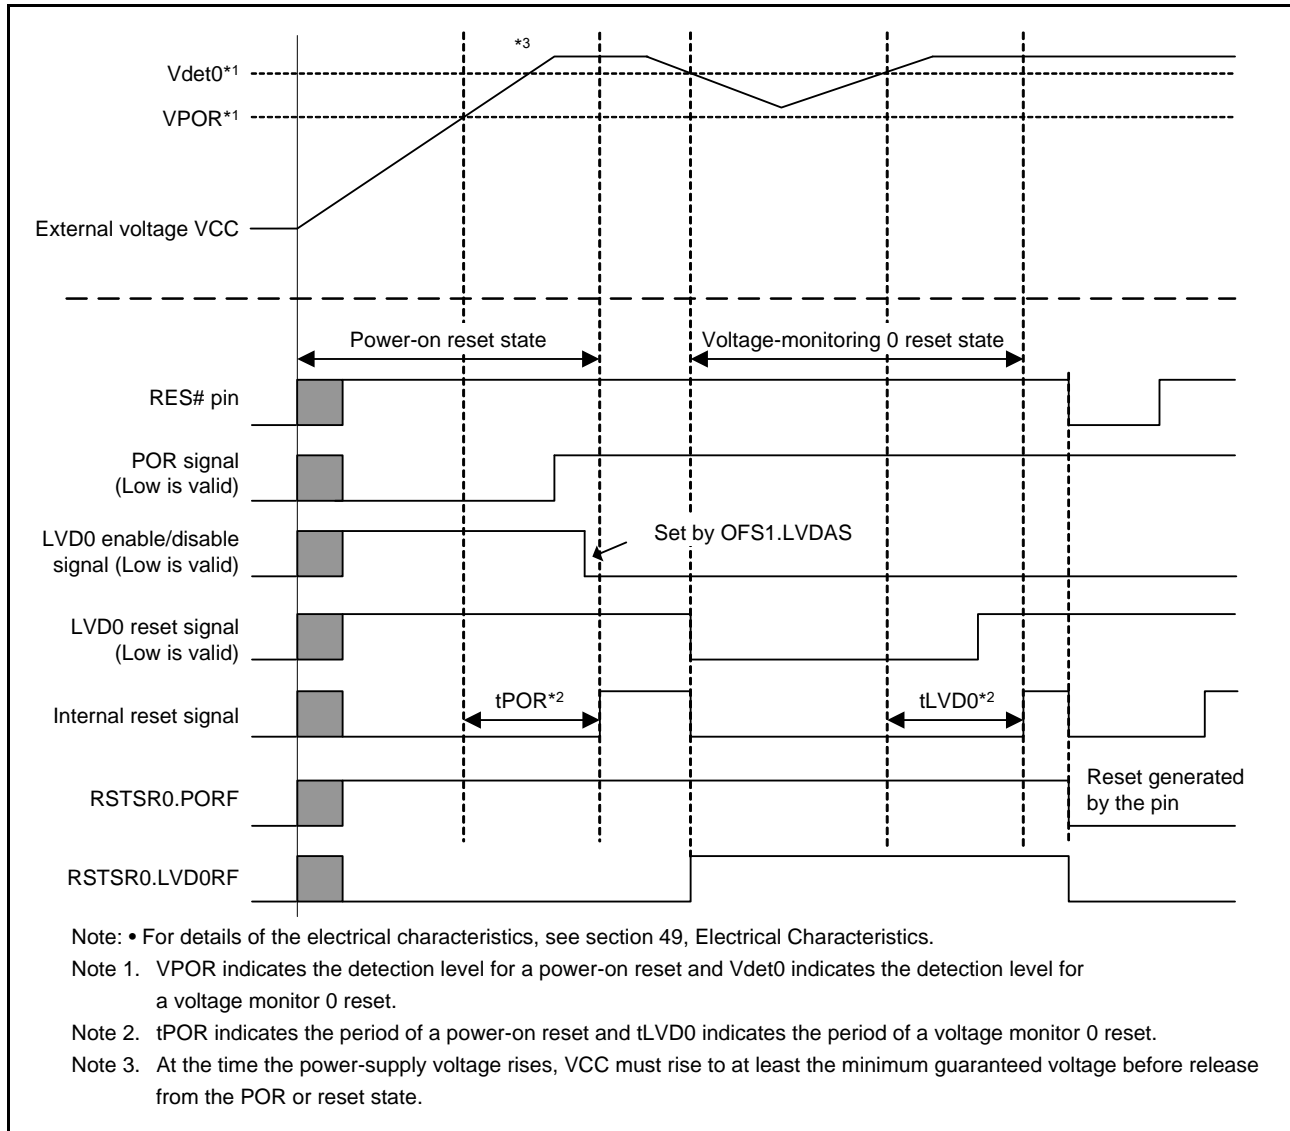 *3
Vdet0*1
VPOR*1
External voltage VCC
Power-on reset state
Voltage-monitoring 0 reset state
RES# pin
POR signal
(Low is valid)
LVD0 enable/disable
signal (Low is valid)
Set by OFS1.LVDAS
LVD0 reset signal
(Low is valid)
tPOR*2
tLVD0*2
Internal reset signal
RSTSR0.PORF
Reset generated
by the pin
RSTSR0.LVD0RF
Note: • For details of the electrical characteristics, see section 49, Electrical Characteristics.
Note 1. VPOR indicates the detection level for a power-on reset and Vdet0 indicates the detection level for
a voltage monitor 0 reset.
Note 2. tPOR indicates the period of a power-on reset and tLVD0 indicates the period of a voltage monitor 0 reset.
Note 3. At the time the power-supply voltage rises, VCC must rise to at least the minimum guaranteed voltage before release
from the POR or reset state.